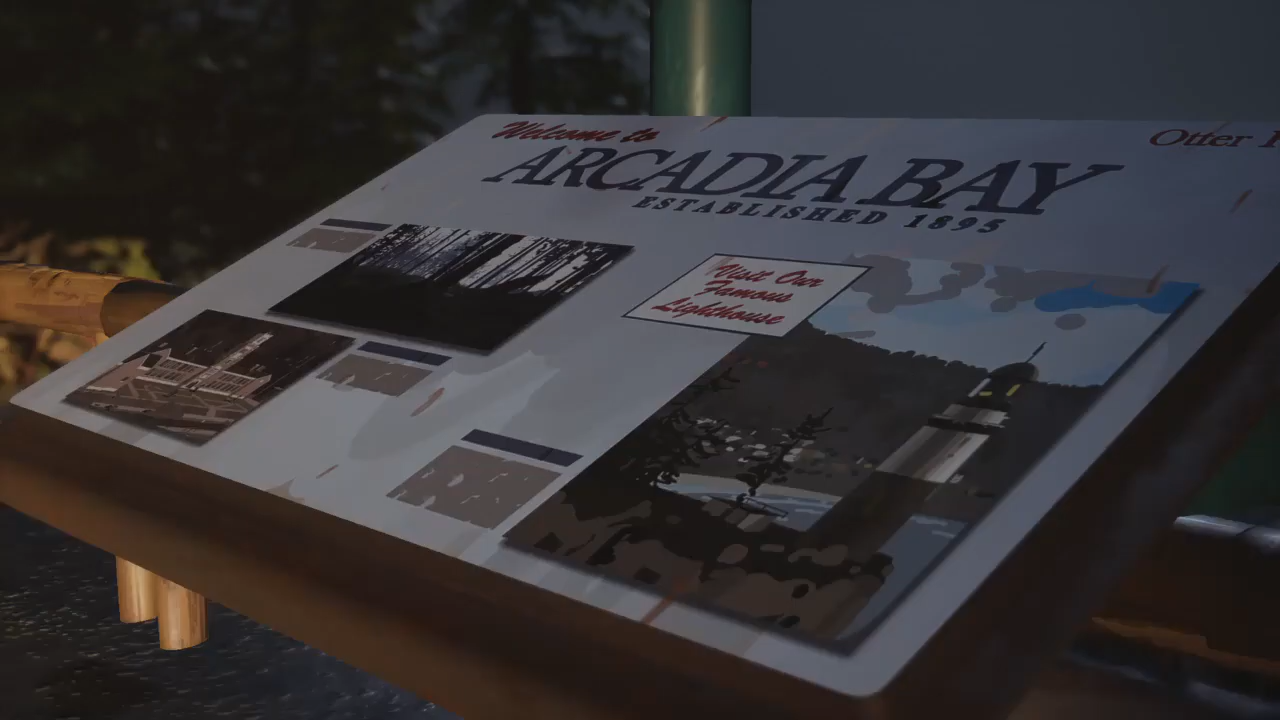 Welcome to
ARCADIA BAY
ESTABLISHED 1895
Otter
Visit Our
Famous
Lighthouse